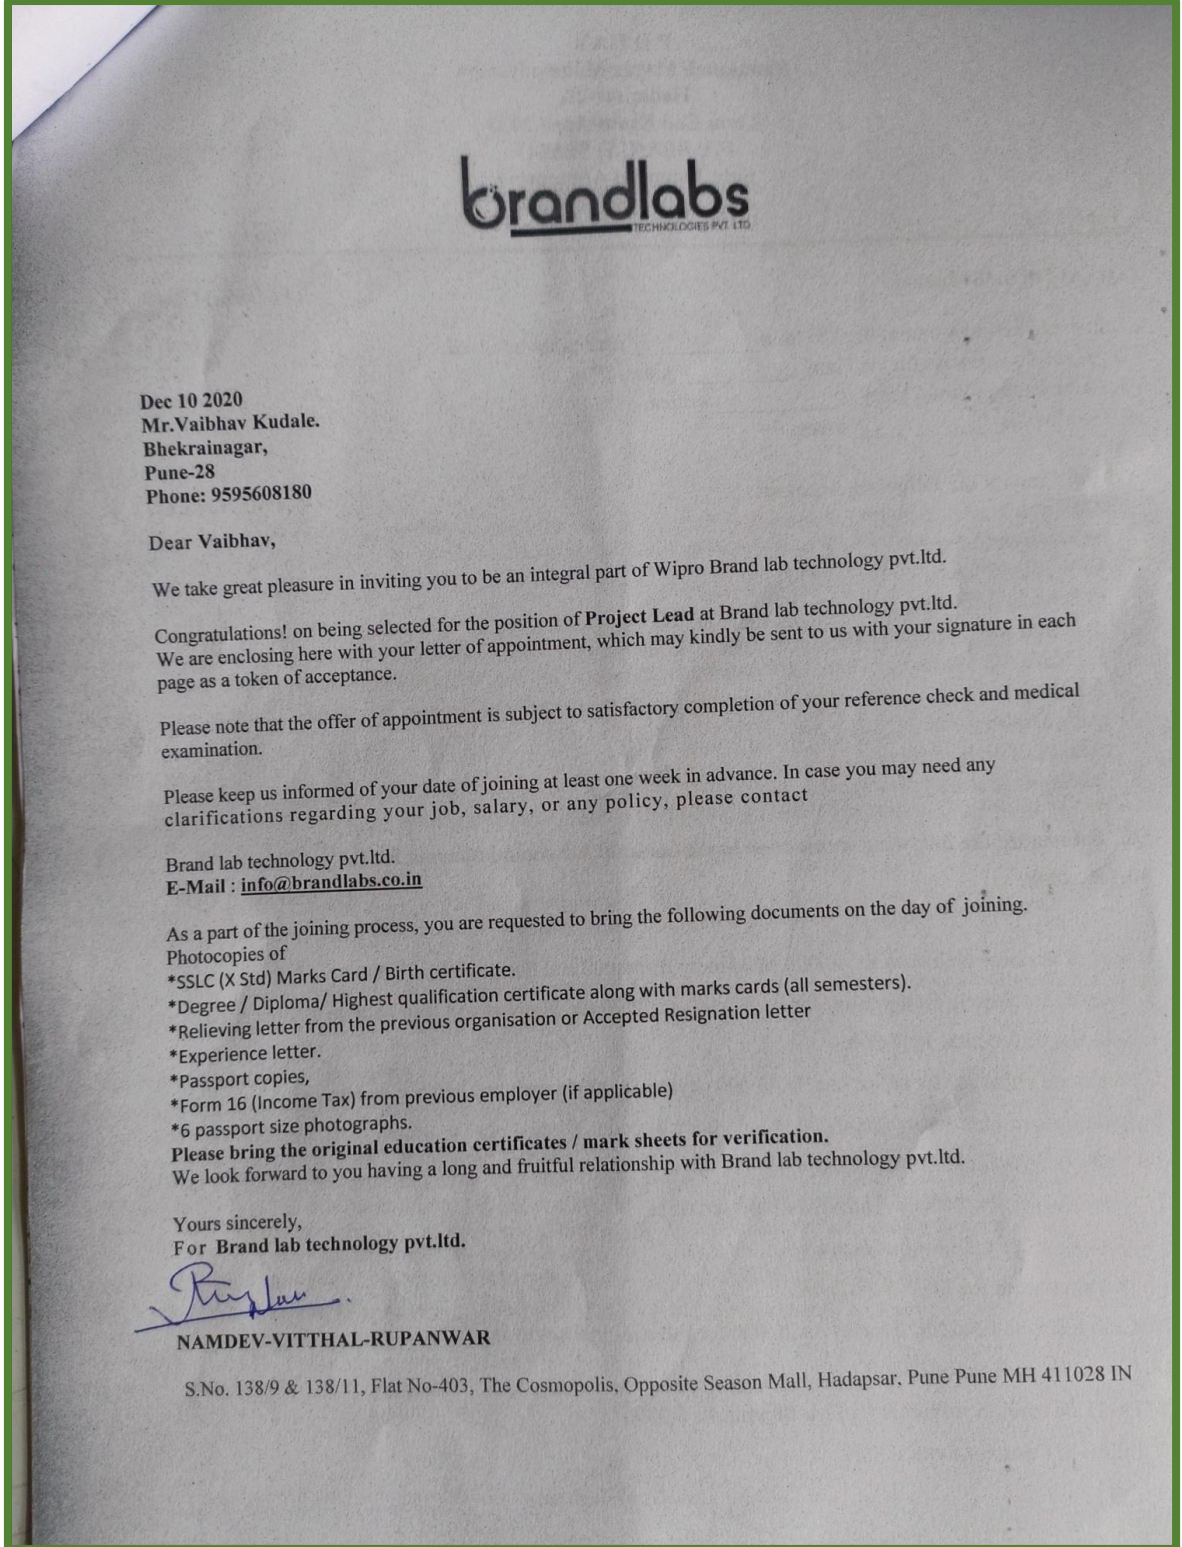 brandlabs
TECHNOLOGIES PVT LTD
Dec 10 2020
Mr.Vaibhav Kudale.
Bhekrainagar,
Pune-28
Phone: 9595608180
Dear Vaibhav,
We take great pleasure in inviting you to be an integral part of Wipro Brand lab technology pvt.ltd.
Congratulations! on being selected for the position of Project Lead at Brand lab technology pvt.ltd.
We are enclosing here with your letter of appointment, which may kindly be sent to us with your signature in each
page as a token of acceptance.
Please note that the offer of appointment is subject to satisfactory completion of your reference check and medical
examination.
Please keep us informed of your date of joining at least one week in advance. In case you may need any
clarifications regarding your job, salary, or any policy, please contact
Brand lab technology pvt.ltd.
E-Mail : info@brandlabs.co.in
As a part of the joining process, you are requested to bring the following documents on the day of joining.
Photocopies of
*SSLC (X Std) Marks Card / Birth certificate.
*Degree / Diploma/ Highest qualification certificate along with marks cards (all semesters).
*Relieving letter from the previous organisation or Accepted Resignation letter
*Experience letter.
*Passport copies,
*Form 16 (Income Tax) from previous employer (if applicable)
*6 passport size photographs.
Please bring the original education certificates / mark sheets for verification.
We look forward to you having a long and fruitful relationship with Brand lab technology pvt.ltd.
Yours sincerely,
For Brand lab technology pvt.ltd.
NAMDEV-VITTHAL-RUPANWAR
S.No. 138/9 & 138/11, Flat No-403, The Cosmopolis, Opposite Season Mall, Hadapsar, Pune Pune MH 411028 IN